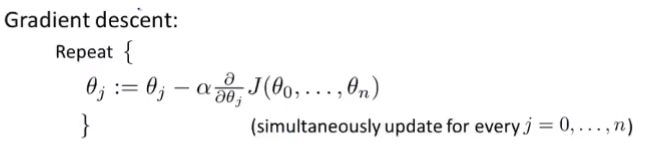 Gradient descent:
Repeat {
θ_j := θ_j − α ∂/∂θ_j J(θ_0, . . . , θ_n)
} (simultaneously update for every j = 0, . . . , n)